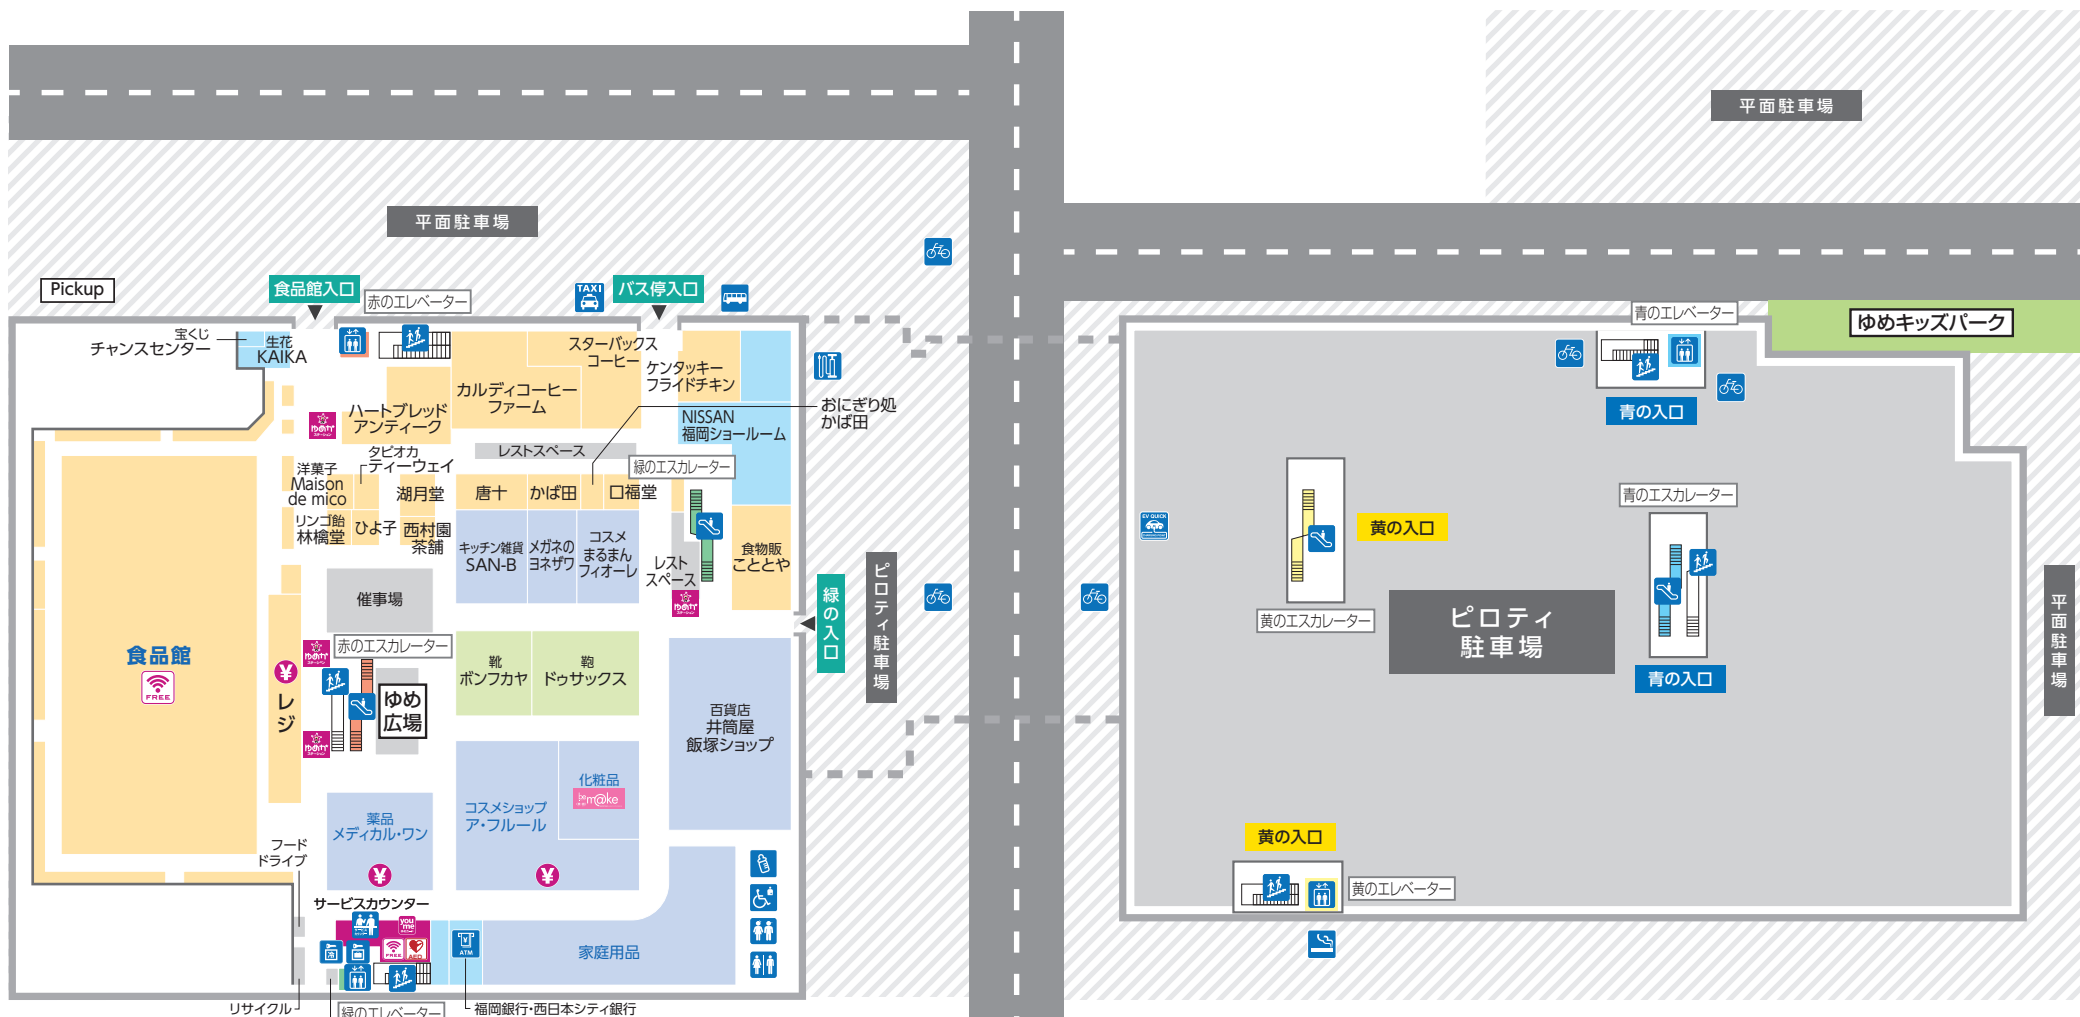 平面駐車場
平面駐車場
Pickup
食品館入口
赤のエレベーター
TAXI
バス停入口
宝くじ
チャンスセンター
生花
KAIKA
スターバックス
コーヒー
ケンタッキー
フライドチキン
カルディコーヒー
ファーム
ハートブレッド
アンティーク
おにぎり処
かば田
NISSAN
福岡ショールーム
レストスペース
緑のエスカレーター
タピオカ
ティーウェイ
洋菓子
Maison
de mico
湖月堂
唐十
かば田
口福堂
リンゴ飴
林檎堂
ひよ子
西村園
茶舗
キッチン雑貨
SAN-B
メガネの
ヨネザワ
コスメ
まるまん
フィオーレ
レスト
スペース
食物販
こととや
催事場
緑の入口
ピロティ駐車場
赤のエスカレーター
食品館
FREE
レジ
ゆめ
広場
靴
ボンフカヤ
鞄
ドゥサックス
百貨店
井筒屋
飯塚ショップ
化粧品
be m@ke
コスメショップ
ア・フルール
薬品
メディカル・ワン
フード
ドライブ
サービスカウンター
you me
FREE
AED
ATM
家庭用品
リサイクル
緑のエレベーター
福岡銀行・西日本シティ銀行
青のエレベーター
ゆめキッズパーク
青の入口
EV QUICK
黄の入口
青のエスカレーター
黄のエスカレーター
ピロティ
駐車場
青の入口
平面駐車場
黄の入口
黄のエレベーター